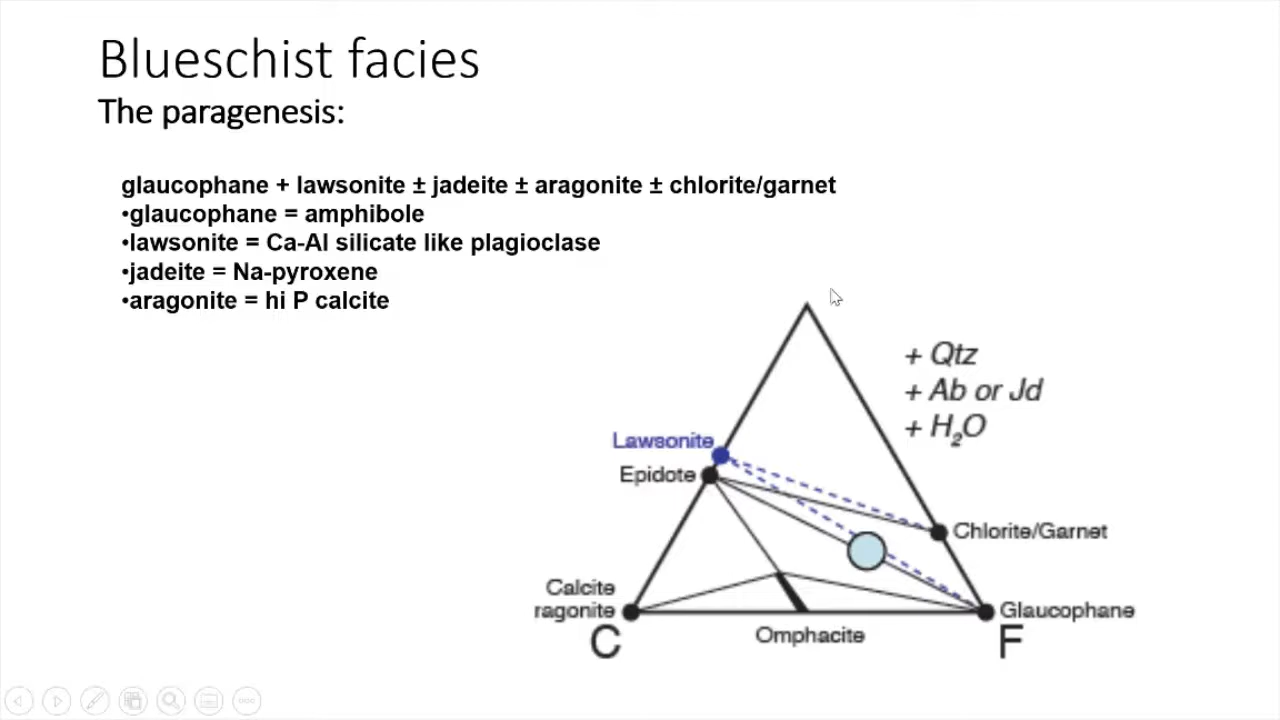 Blueschist facies
The paragenesis:
glaucophane + lawsonite ± jadeite ± aragonite ± chlorite/garnet
•glaucophane = amphibole
•lawsonite = Ca-Al silicate like plagioclase
•jadeite = Na-pyroxene
•aragonite = hi P calcite
+ Qtz
+ Ab or Jd
+ H₂O
Lawsonite
Epidote
Chlorite/Garnet
Calcite
ragonite
Glaucophane
Omphacite
C
F